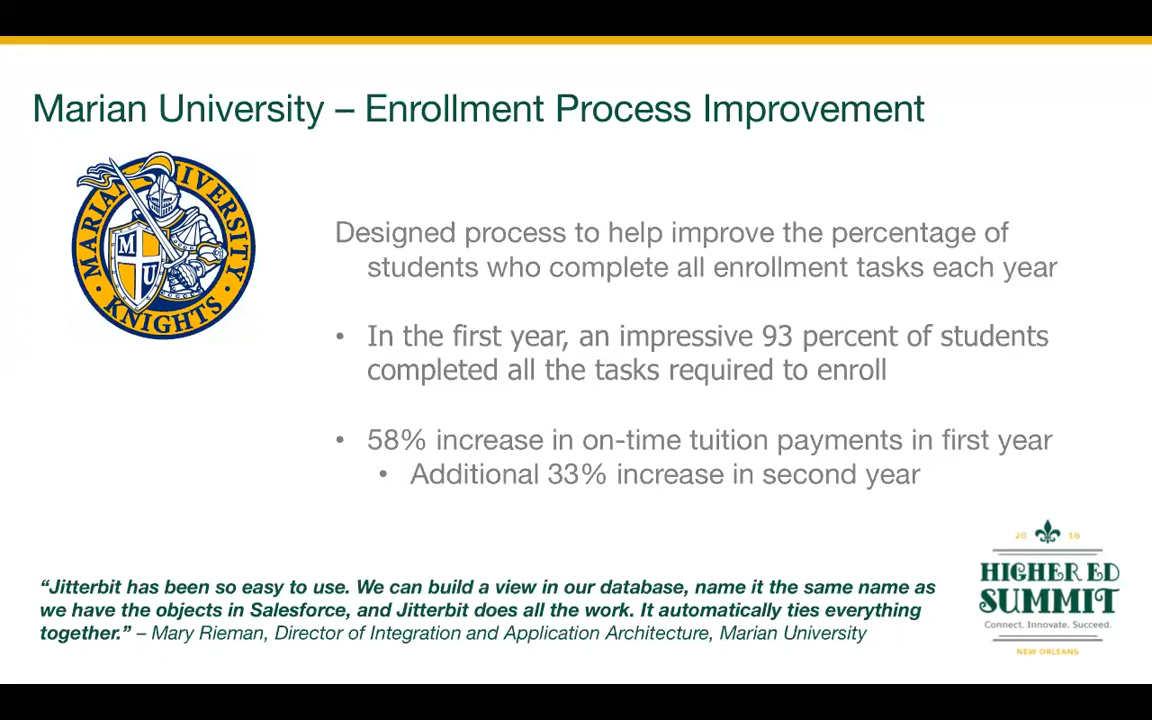 Marian University – Enrollment Process Improvement
MARIAN UNIVERSITY
M
U
• KNIGHTS •
Designed process to help improve the percentage of
students who complete all enrollment tasks each year
• In the first year, an impressive 93 percent of students
completed all the tasks required to enroll
• 58% increase in on-time tuition payments in first year
• Additional 33% increase in second year
“Jitterbit has been so easy to use. We can build a view in our database, name it the same name as
we have the objects in Salesforce, and Jitterbit does all the work. It automatically ties everything
together.” – Mary Rieman, Director of Integration and Application Architecture, Marian University
20 16
HIGHER ED
SUMMIT
Connect. Innovate. Succeed.
NEW ORLEANS